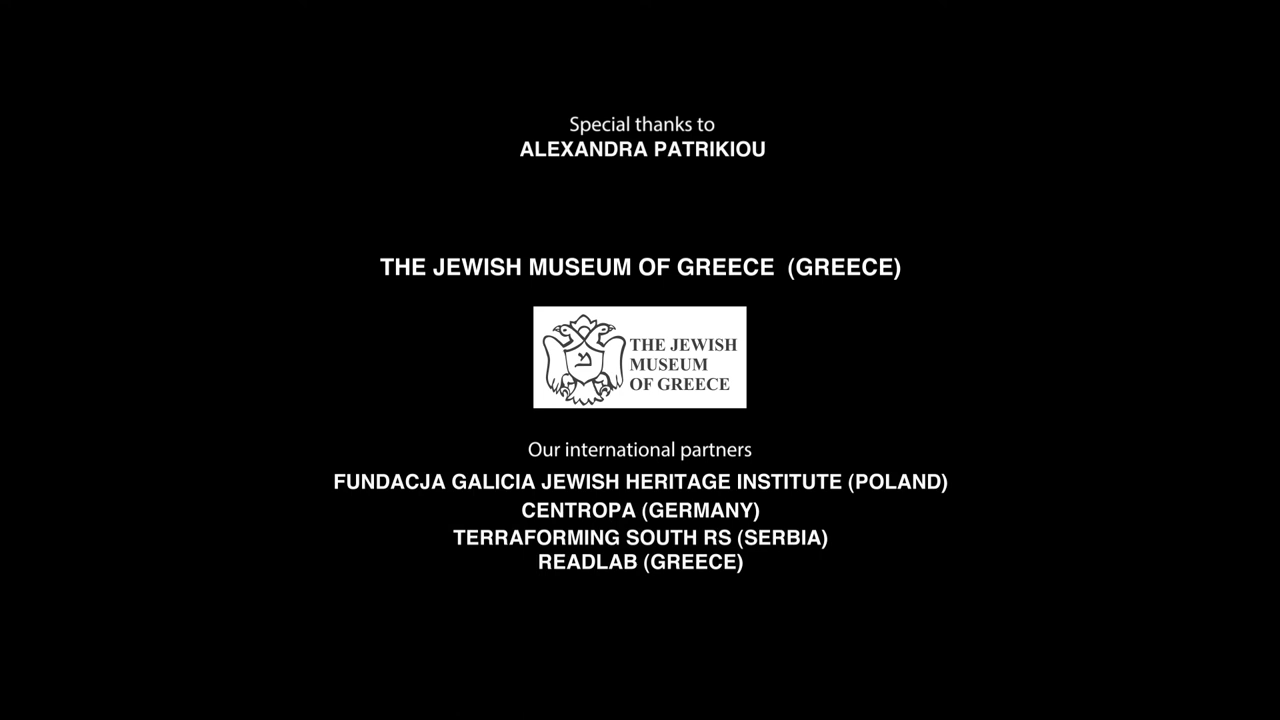 Special thanks to
ALEXANDRA PATRIKIOU
THE JEWISH MUSEUM OF GREECE (GREECE)
מ
THE JEWISH
MUSEUM
OF GREECE
Our international partners
FUNDACJA GALICIA JEWISH HERITAGE INSTITUTE (POLAND)
CENTROPA (GERMANY)
TERRAFORMING SOUTH RS (SERBIA)
READLAB (GREECE)